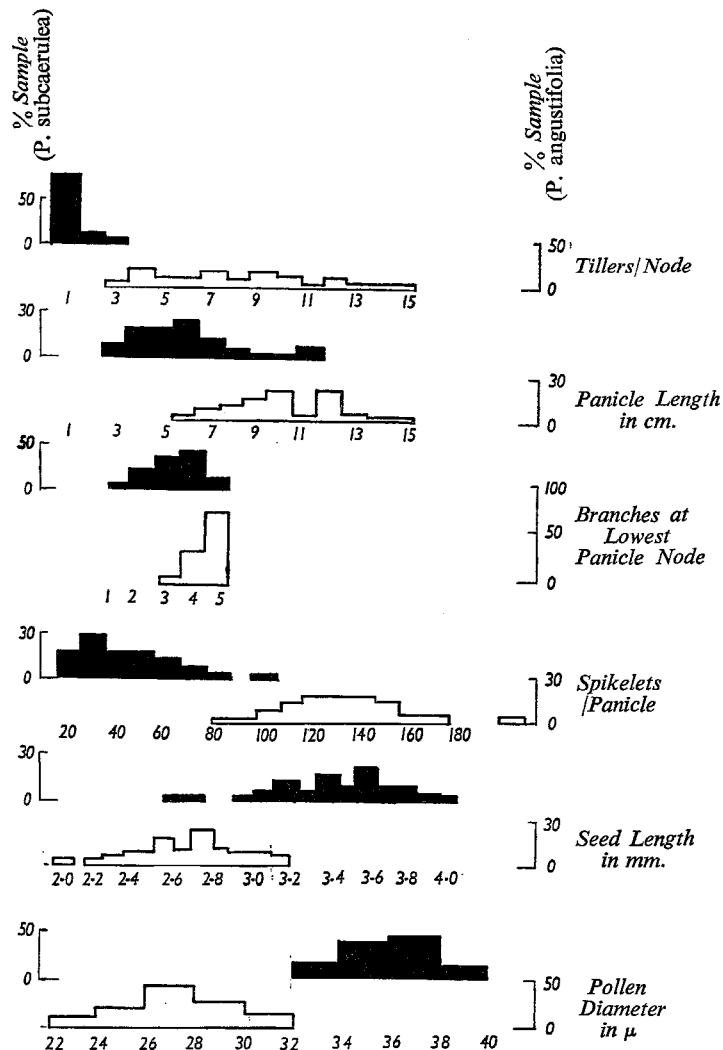 % Sample
(P. subcaerulea)
% Sample
(P. angustifolia)
50
0
50
0
Tillers/Node
1 3 5 7 9 11 13 15
30
0
30
0
Panicle Length
in cm.
1 3 5 7 9 11 13 15
50
0
100
50
0
Branches at
Lowest
Panicle Node
1 2 3 4 5
30
0
30
0
Spikelets
/Panicle
20 40 60 80 100 120 140 160 180
30
0
30
0
Seed Length
in mm.
2·0 2·2 2·4 2·6 2·8 3·0 3·2 3·4 3·6 3·8 4·0
50
0
50
0
Pollen
Diameter
in μ
22 24 26 28 30 32 34 36 38 40